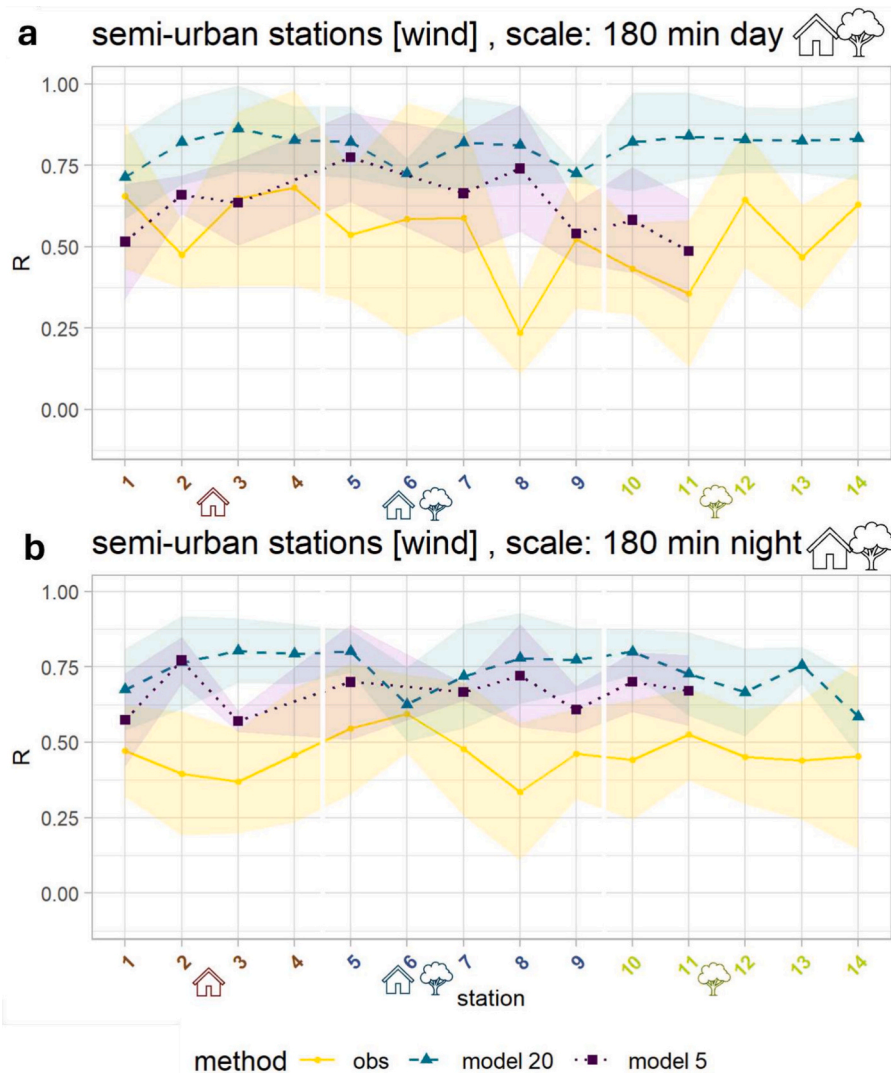 a semi-urban stations [wind] , scale: 180 min day
1.00
0.75
0.50
0.25
0.00
R
1 2 3 4 5 6 7 8 9 10 11 12 13 14
b semi-urban stations [wind] , scale: 180 min night
1.00
0.75
0.50
0.25
0.00
R
1 2 3 4 5 6 7 8 9 10 11 12 13 14
station
method obs model 20 model 5